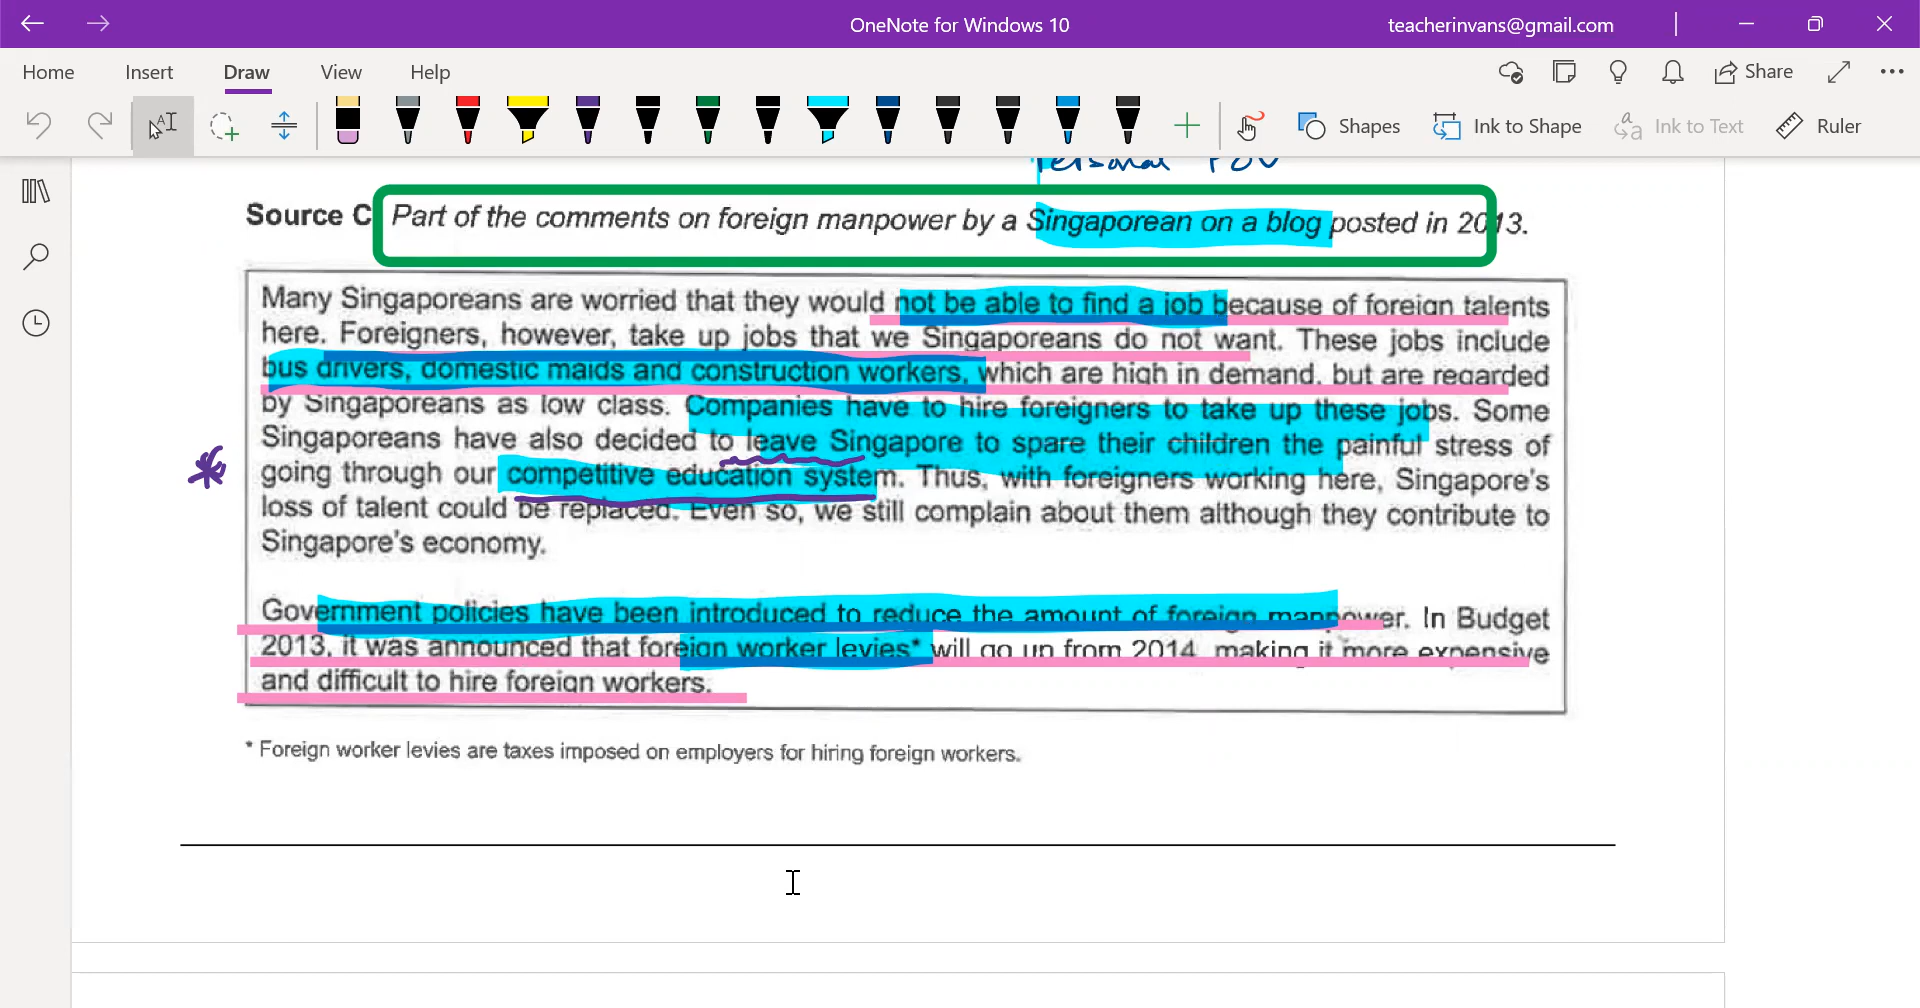 OneNote for Windows 10
teacherinvans@gmail.com
Home Insert Draw View Help
Share
Shapes Ink to Shape Ink to Text Ruler
Personal POV
Source C Part of the comments on foreign manpower by a Singaporean on a blog posted in 2013.
Many Singaporeans are worried that they would not be able to find a job because of foreign talents
here. Foreigners, however, take up jobs that we Singaporeans do not want. These jobs include
bus drivers, domestic maids and construction workers, which are high in demand, but are regarded
by Singaporeans as low class. Companies have to hire foreigners to take up these jobs. Some
Singaporeans have also decided to leave Singapore to spare their children the painful stress of
going through our competitive education system. Thus, with foreigners working here, Singapore's
loss of talent could be replaced. Even so, we still complain about them although they contribute to
Singapore's economy.
Government policies have been introduced to reduce the amount of foreign manpower. In Budget
2013, it was announced that foreign worker levies* will go up from 2014, making it more expensive
and difficult to hire foreign workers.
* Foreign worker levies are taxes imposed on employers for hiring foreign workers.